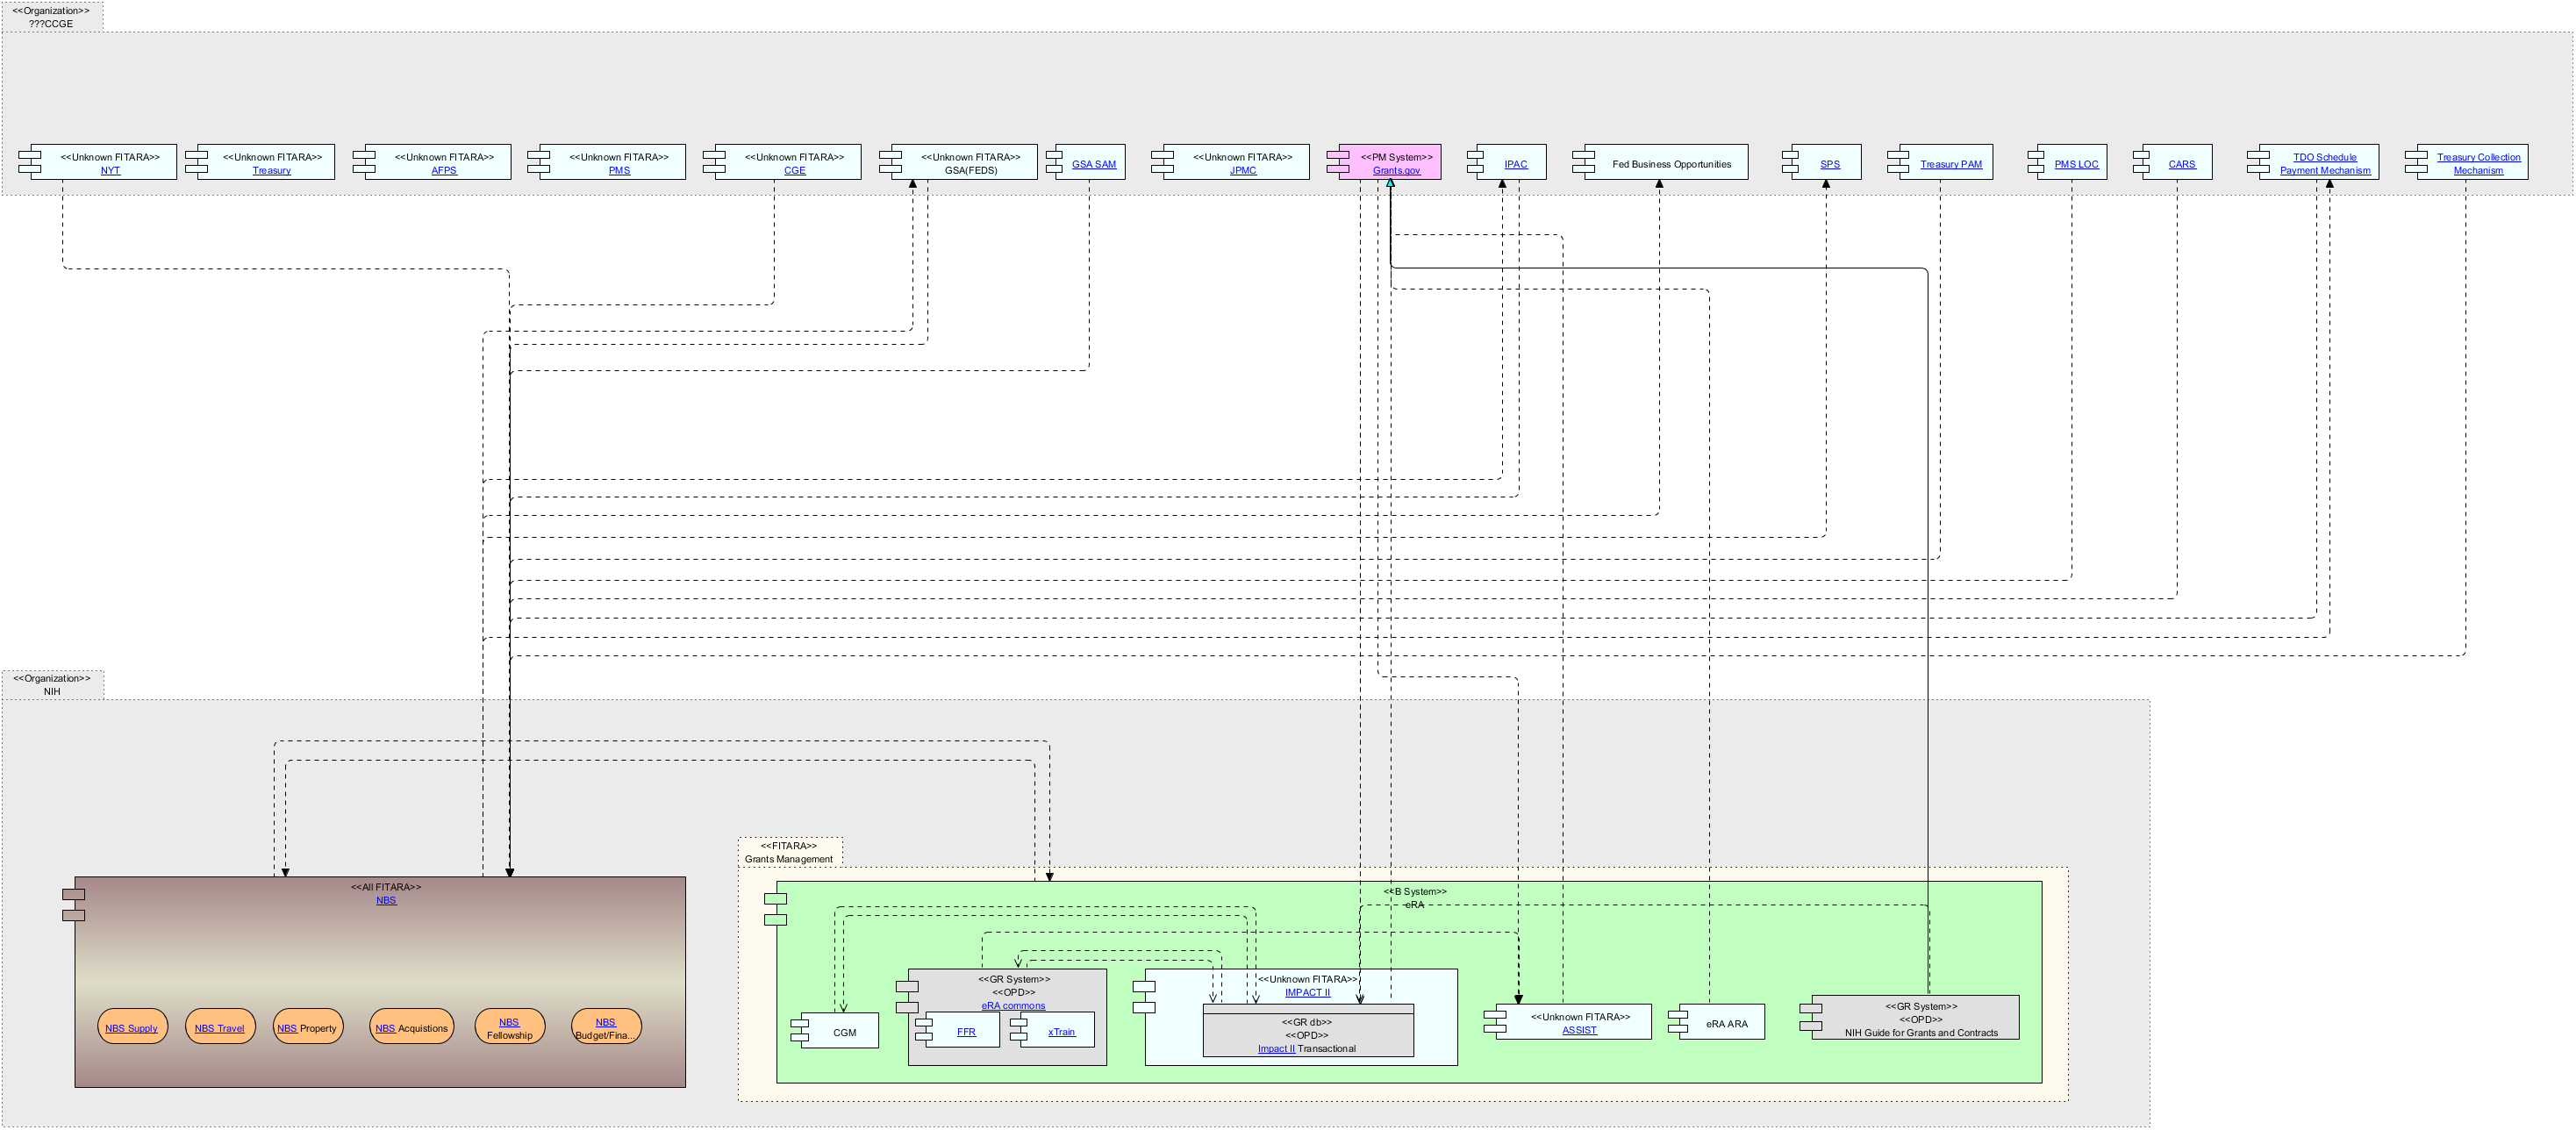 <<Organization>>
???CCGE
<<Unknown FITARA>>
NYT
<<Unknown FITARA>>
Treasury
<<Unknown FITARA>>
AFPS
<<Unknown FITARA>>
PMS
<<Unknown FITARA>>
CGE
<<Unknown FITARA>>
GSA(FEDS)
GSA SAM
<<Unknown FITARA>>
JPMC
<<PM System>>
Grants.gov
IPAC
Fed Business Opportunities
SPS
Treasury PAM
PMS LOC
CARS
TDO Schedule
Payment Mechanism
Treasury Collection
Mechanism
<<Organization>>
NIH
<<All FITARA>>
NBS
NBS Supply
NBS Travel
NBS Property
NBS Acquistions
NBS
Fellowship
NBS
Budget/Fina...
<<FITARA>>
Grants Management
<<B System>>
eRA
CGM
<<GR System>>
<<OPD>>
eRA commons
FFR
xTrain
<<Unknown FITARA>>
IMPACT II
<<GR db>>
<<OPD>>
Impact II Transactional
<<Unknown FITARA>>
ASSIST
eRA ARA
<<GR System>>
<<OPD>>
NIH Guide for Grants and Contracts